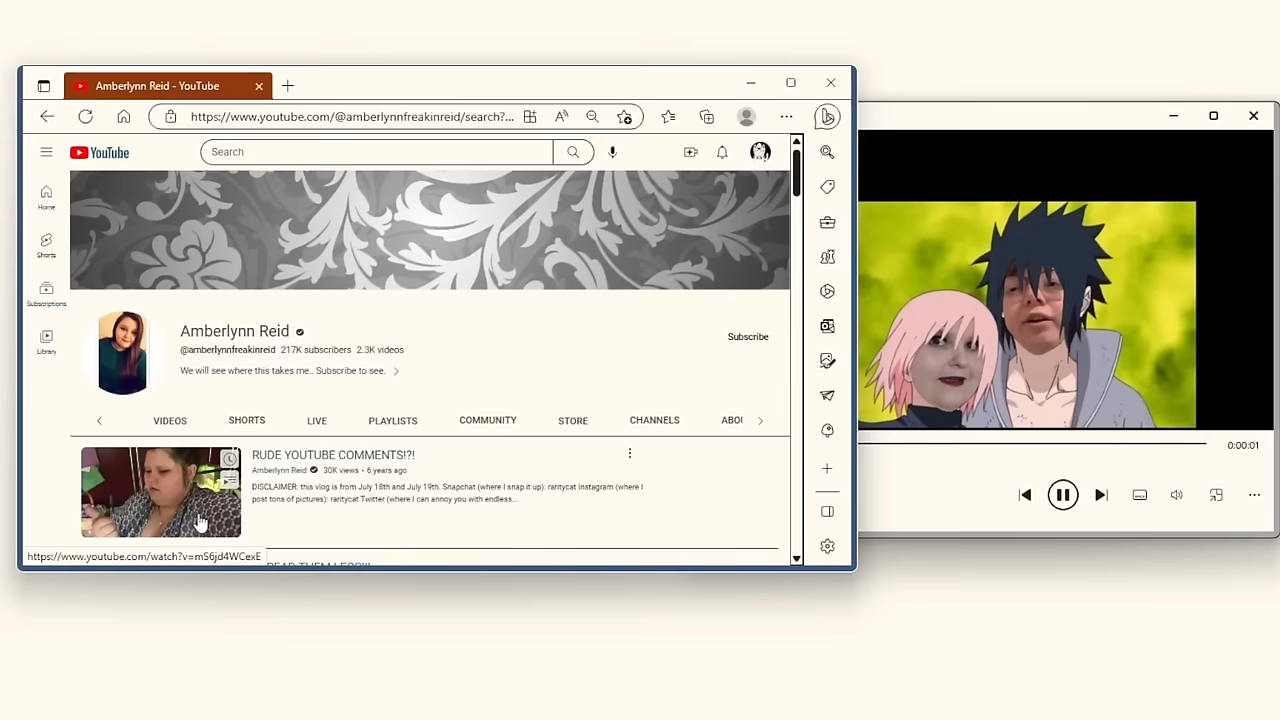 Amberlynn Reid - YouTube
https://www.youtube.com/@amberlynnfreakinreid/search?...
YouTube
Search
Home
Shorts
Subscriptions
Library
Amberlynn Reid
@amberlynnfreakinreid 217K subscribers 2.3K videos
We will see where this takes me.. Subscribe to see.
Subscribe
VIDEOS SHORTS LIVE PLAYLISTS COMMUNITY STORE CHANNELS ABOU
RUDE YOUTUBE COMMENTS!?!
Amberlynn Reid 30K views • 6 years ago
DISCLAIMER: this vlog is from July 18th and July 19th. Snapchat (where I snap it up): raritycat Instagram (where I
post tons of pictures): raritycat Twitter (where I can annoy you with endless...
https://www.youtube.com/watch?v=mS6jd4WCexE
0:00:01